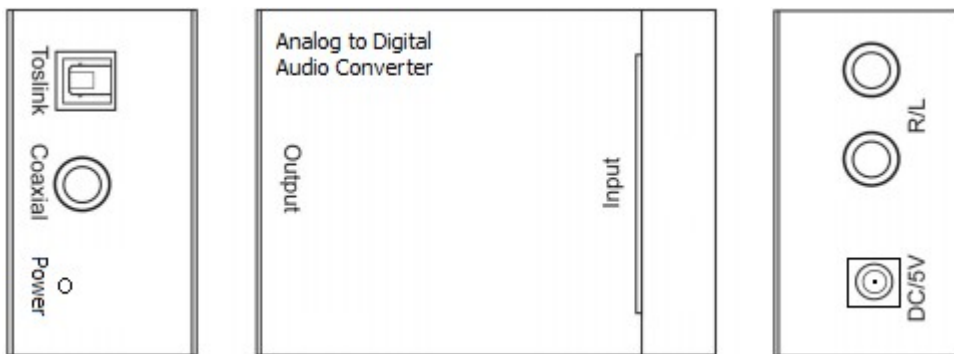 Toslink
Coaxial
Power
Analog to Digital
Audio Converter
Output
Input
R/L
DC/5V